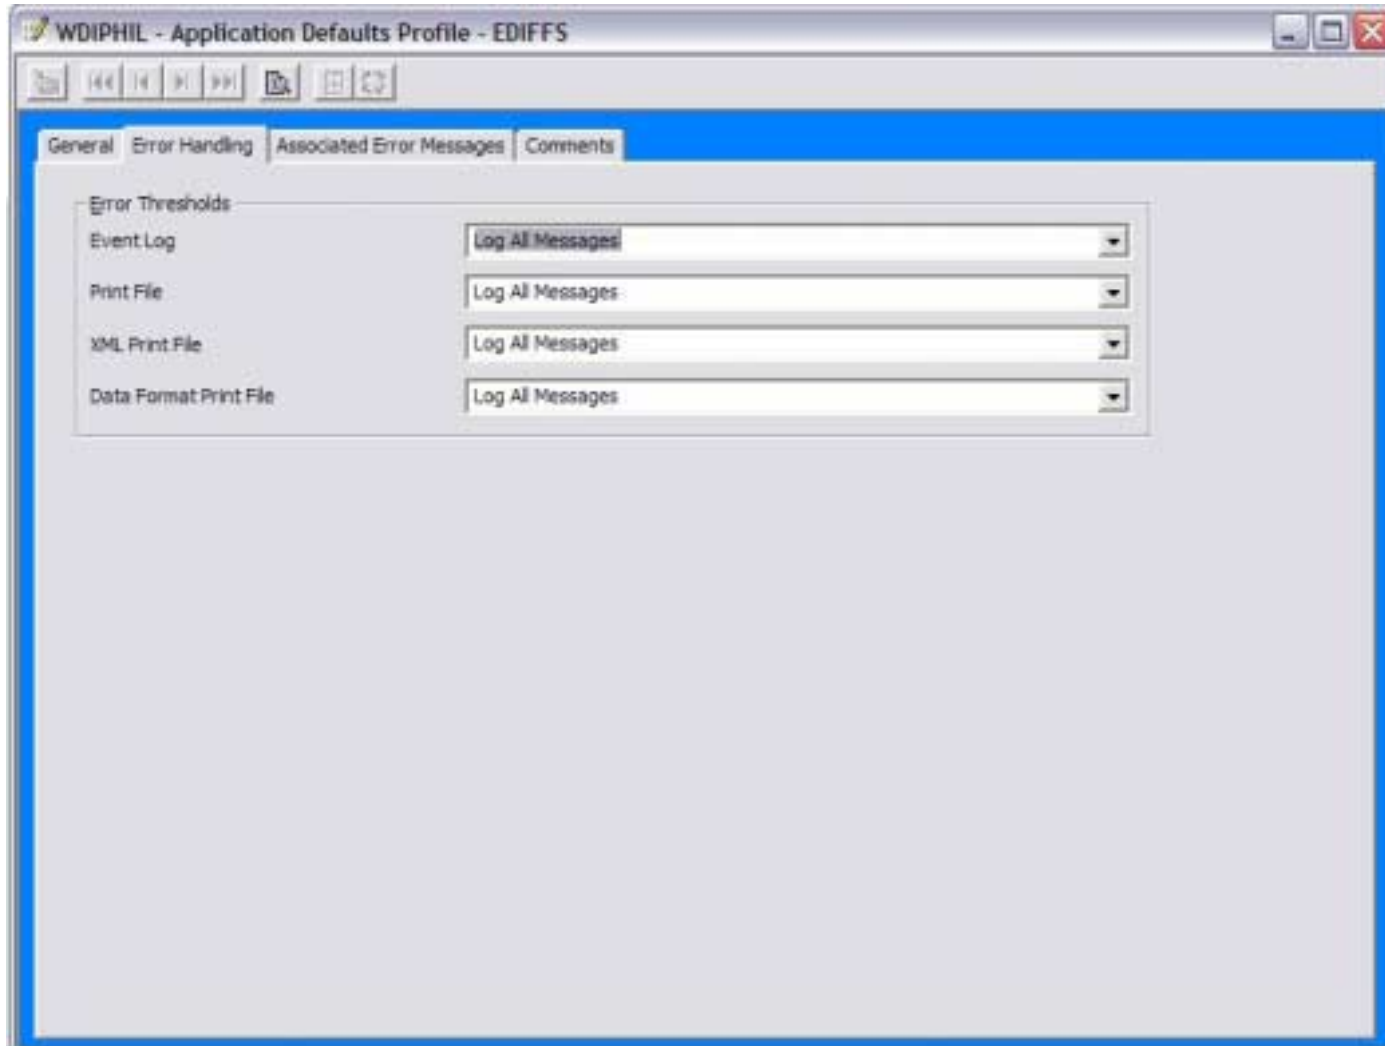 WDIPHIL - Application Defaults Profile - EDIFFS
General Error Handling Associated Error Messages Comments
Error Thresholds
Event Log Log All Messages
Print File Log All Messages
XML Print File Log All Messages
Data Format Print File Log All Messages